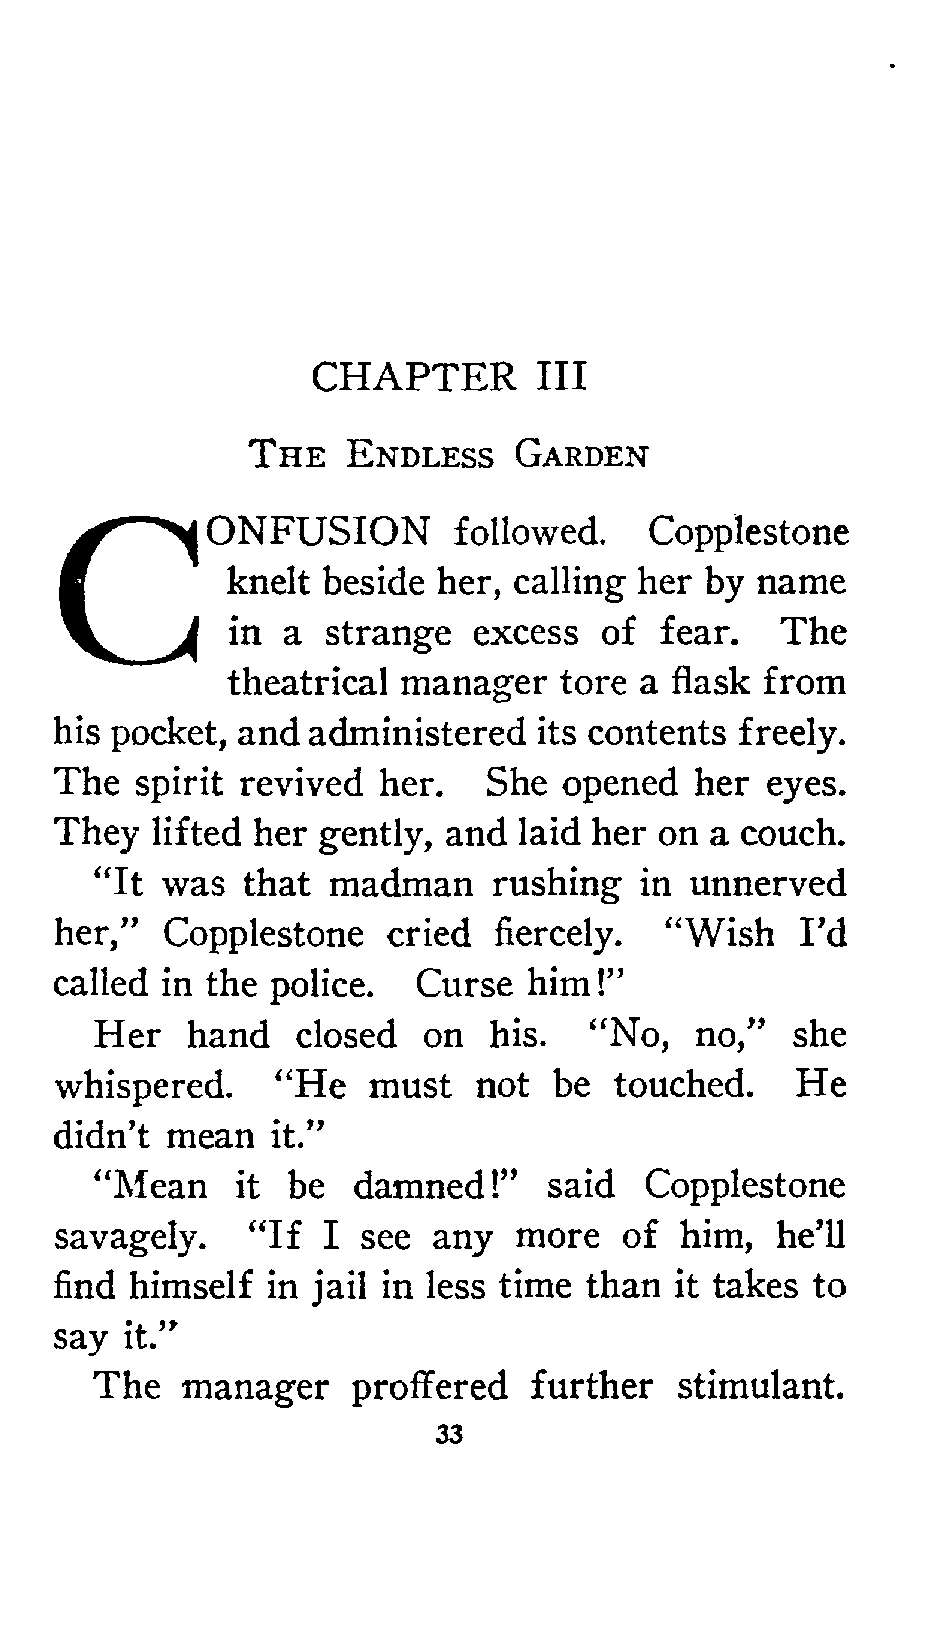 CHAPTER III
THE ENDLESS GARDEN
CONFUSION followed. Copplestone
knelt beside her, calling her by name
in a strange excess of fear. The
theatrical manager tore a flask from
his pocket, and administered its contents freely.
The spirit revived her. She opened her eyes.
They lifted her gently, and laid her on a couch.
“It was that madman rushing in unnerved
her,” Copplestone cried fiercely. “Wish I’d
called in the police. Curse him!”
Her hand closed on his. “No, no,” she
whispered. “He must not be touched. He
didn’t mean it.”
“Mean it be damned!” said Copplestone
savagely. “If I see any more of him, he’ll
find himself in jail in less time than it takes to
say it.”
The manager proffered further stimulant.
33